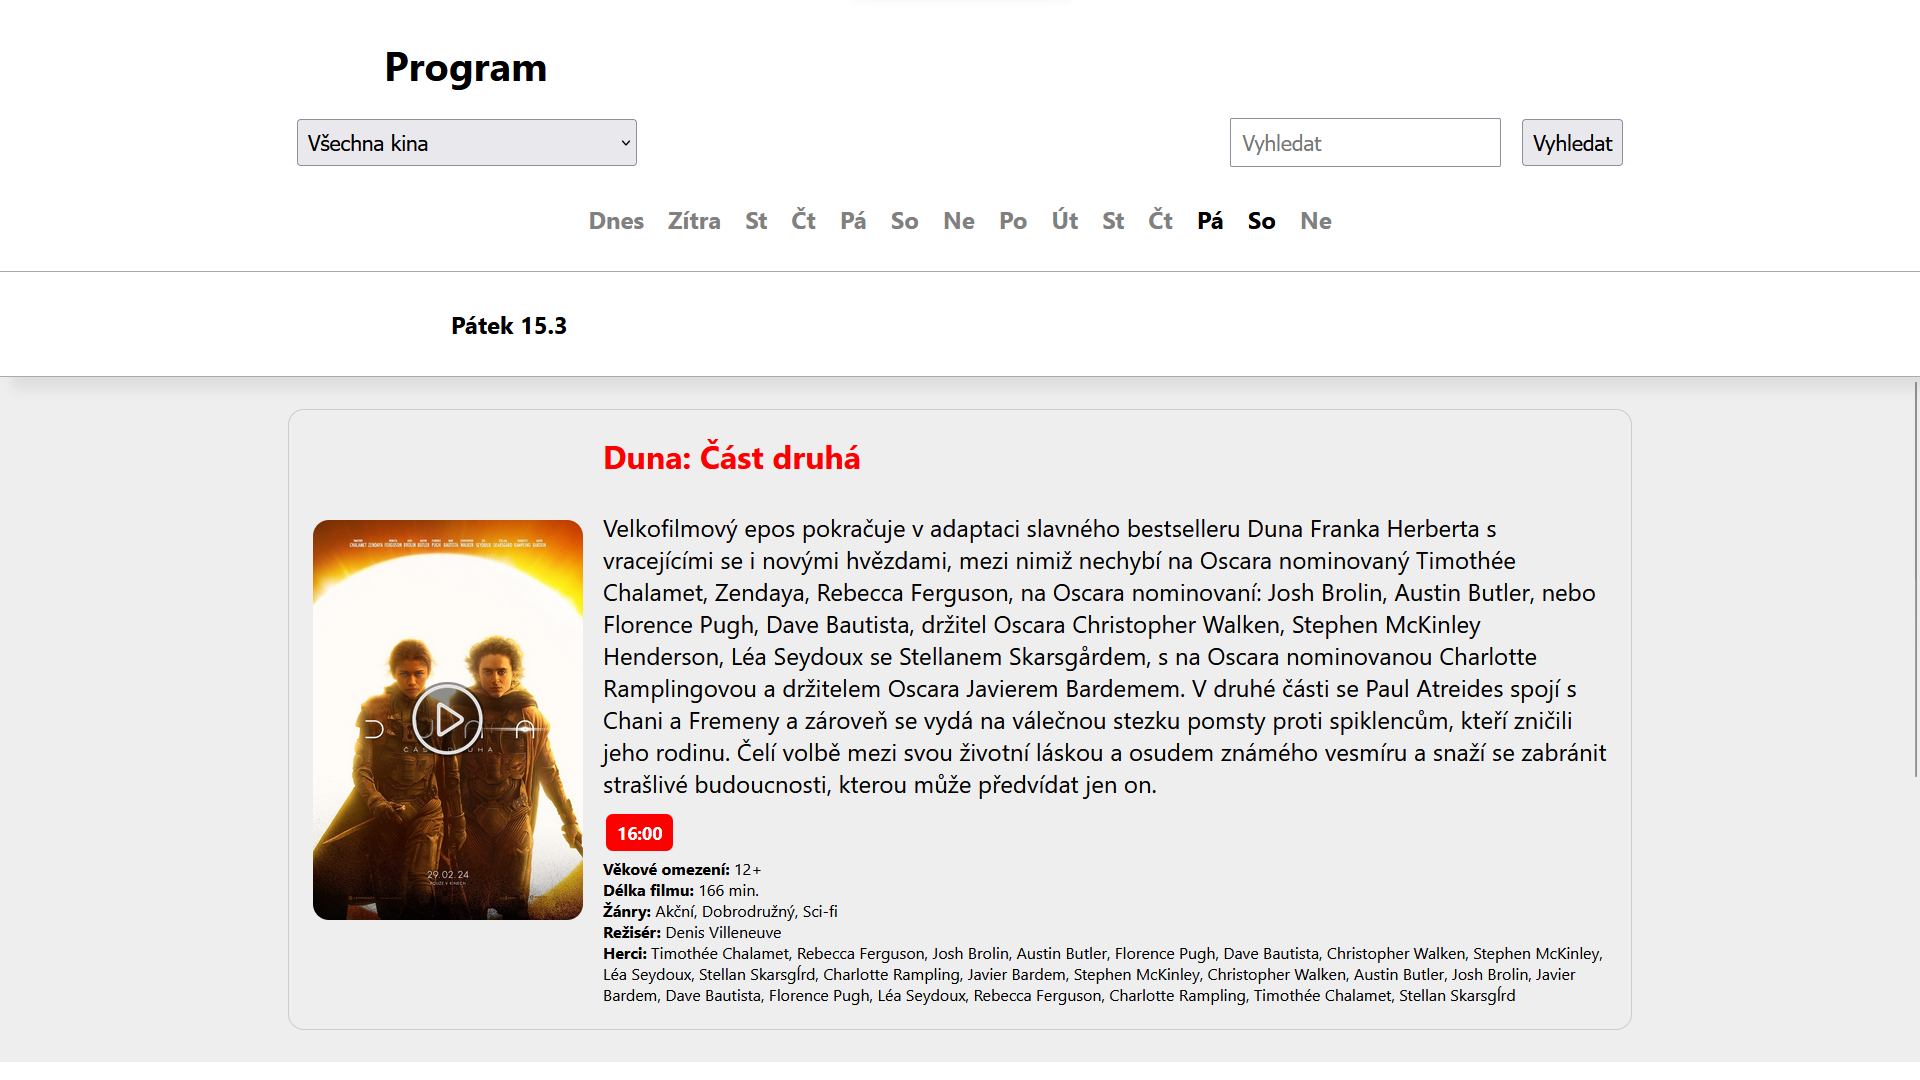 Program
Všechna kina
Vyhledat
Vyhledat
Dnes Zítra St Čt Pá So Ne Po Út St Čt Pá So Ne
Pátek 15.3
Duna: Část druhá
Velkofilmový epos pokračuje v adaptaci slavného bestselleru Duna Franka Herberta s
vracejícími se i novými hvězdami, mezi nimiž nechybí na Oscara nominovaný Timothée
Chalamet, Zendaya, Rebecca Ferguson, na Oscara nominovaní: Josh Brolin, Austin Butler, nebo
Florence Pugh, Dave Bautista, držitel Oscara Christopher Walken, Stephen McKinley
Henderson, Léa Seydoux se Stellanem Skarsgårdem, s na Oscara nominovanou Charlotte
Ramplingovou a držitelem Oscara Javierem Bardemem. V druhé části se Paul Atreides spojí s
Chani a Fremeny a zároveň se vydá na válečnou stezku pomsty proti spiklencům, kteří zničili
jeho rodinu. Čelí volbě mezi svou životní láskou a osudem známého vesmíru a snaží se zabránit
strašlivé budoucnosti, kterou může předvídat jen on.
DUNA
ČÁST DRUHÁ
29.02.24
POUZE V KINECH
16:00
Věkové omezení: 12+
Délka filmu: 166 min.
Žánry: Akční, Dobrodružný, Sci-fi
Režisér: Denis Villeneuve
Herci: Timothée Chalamet, Rebecca Ferguson, Josh Brolin, Austin Butler, Florence Pugh, Dave Bautista, Christopher Walken, Stephen McKinley,
Léa Seydoux, Stellan SkarsgĺRd, Charlotte Rampling, Javier Bardem, Stephen McKinley, Christopher Walken, Austin Butler, Josh Brolin, Javier
Bardem, Dave Bautista, Florence Pugh, Léa Seydoux, Rebecca Ferguson, Charlotte Rampling, Timothée Chalamet, Stellan Skarsgĺrd